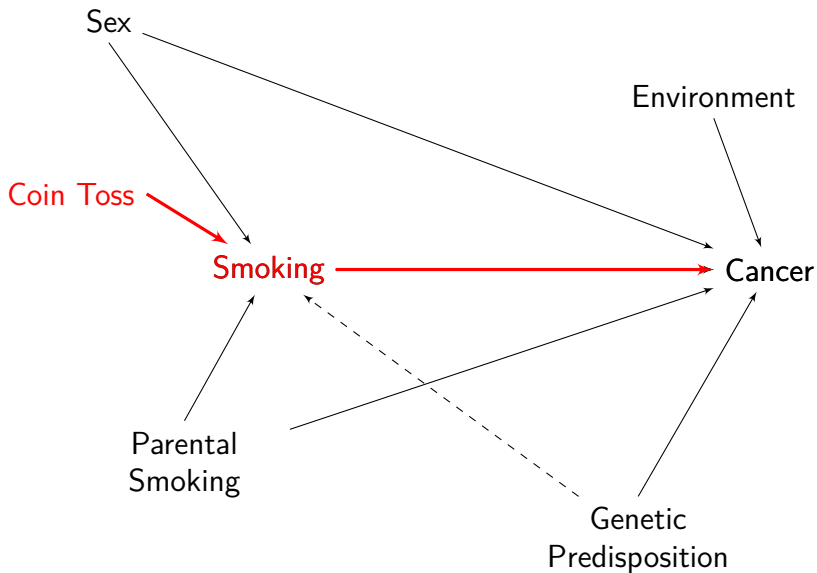 Sex
Environment
Coin Toss
Smoking
Cancer
Parental
Smoking
Genetic
Predisposition